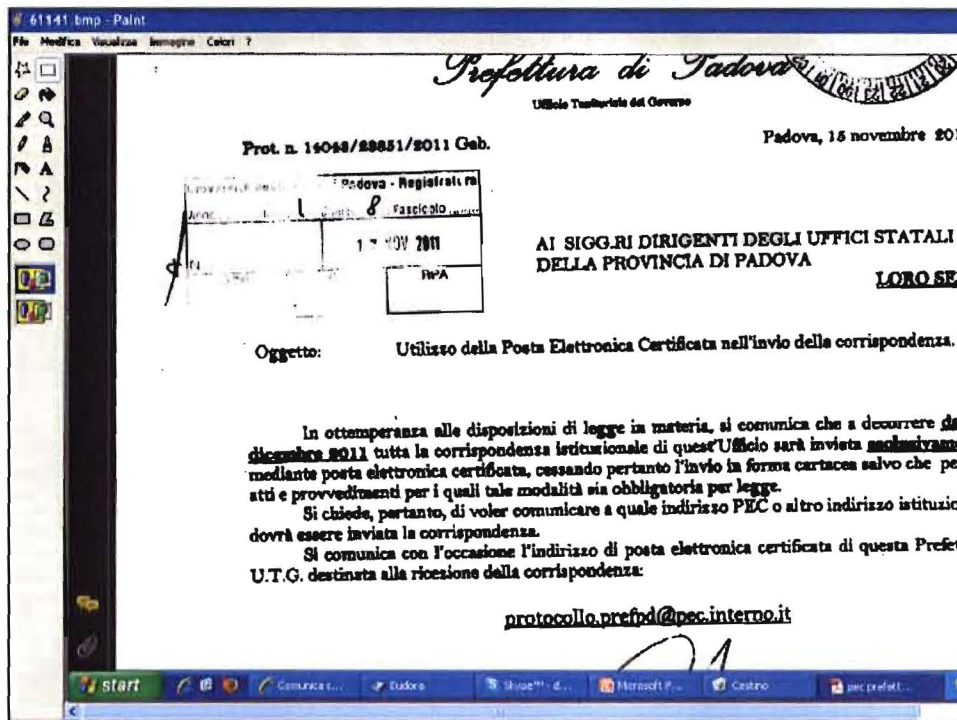 61141.bmp - Paint
File Modifica Visualizza Immagine Colori ?
Prefettura di Padova
Ufficio Territoriale del Governo
Prot. n. 14048/28851/2011 Gab.
Padova, 15 novembre 201
Padova - Registratura
8 Fascicolo
NOV 2011
N.
RPA
AI SIGG.RI DIRIGENTI DEGLI UFFICI STATALI
DELLA PROVINCIA DI PADOVA
LORO SE
Oggetto: Utilizzo della Posta Elettronica Certificata nell'invio della corrispondenza.
In ottemperanza alle disposizioni di legge in materia, si comunica che a decorrere
dicembre 2011 tutta la corrispondenza istituzionale di quest'Ufficio sarà inviata esclusivam
mediante posta elettronica certificata, cessando pertanto l'invio in forma cartacea salvo che pe
atti e provvedimenti per i quali tale modalità sia obbligatoria per legge.
Si chiede, pertanto, di voler comunicare a quale indirizzo PEC o altro indirizzo istituzio
dovrà essere inviata la corrispondenza.
Si comunica con l'occasione l'indirizzo di posta elettronica certificata di questa Prefet
U.T.G. destinata alla ricezione della corrispondenza:
protocollo.prefpd@pec.interno.it
start Comunica c... Eudora Skype™ - d... Microsoft P... Cestino pec prefett...